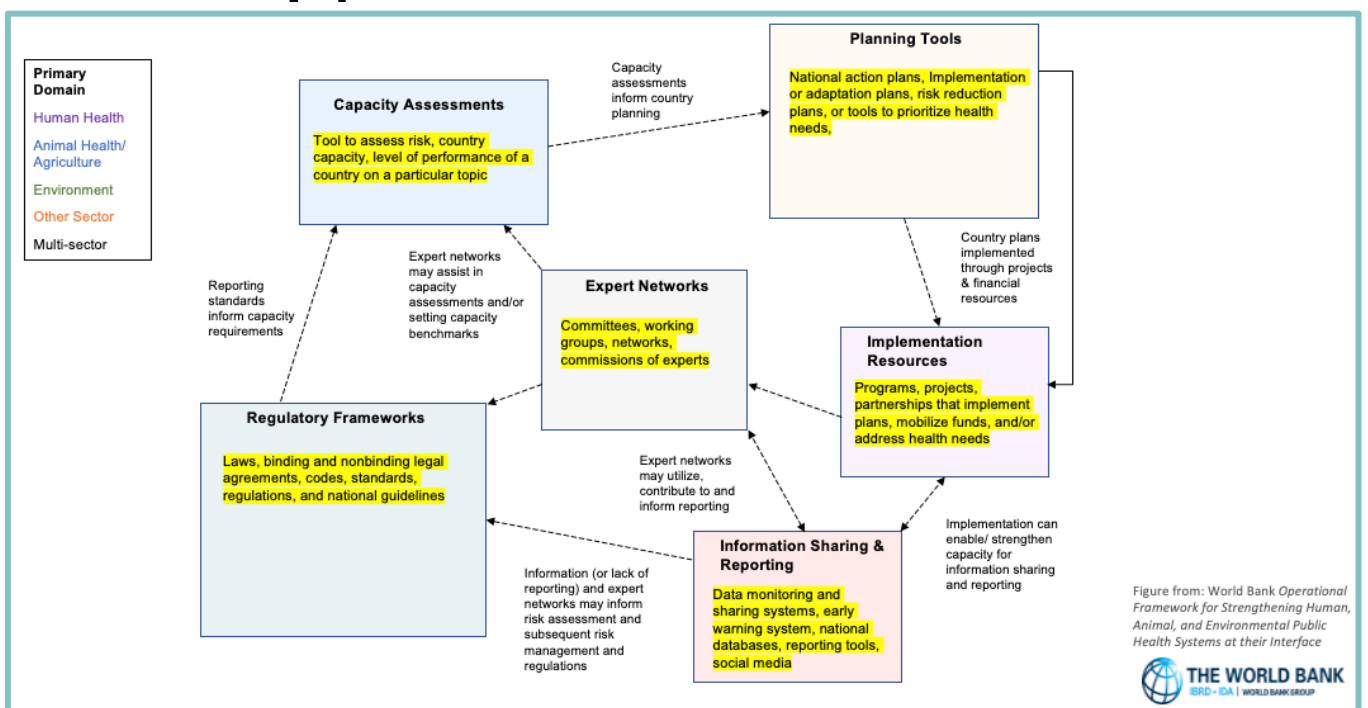 Primary
Domain
Human Health
Animal Health/
Agriculture
Environment
Other Sector
Multi-sector
Capacity Assessments
Tool to assess risk, country
capacity, level of performance of a
country on a particular topic
Capacity
assessments
inform country
planning
Planning Tools
National action plans, Implementation
or adaptation plans, risk reduction
plans, or tools to prioritize health
needs,
Reporting
standards
inform capacity
requirements
Expert networks
may assist in
capacity
assessments and/or
setting capacity
benchmarks
Expert Networks
Committees, working
groups, networks,
commissions of experts
Country plans
implemented
through projects
& financial
resources
Implementation
Resources
Programs, projects,
partnerships that implement
plans, mobilize funds, and/or
address health needs
Regulatory Frameworks
Laws, binding and nonbinding legal
agreements, codes, standards,
regulations, and national guidelines
Expert networks
may utilize,
contribute to and
inform reporting
Implementation can
enable/ strengthen
capacity for
information sharing
and reporting
Information (or lack of
reporting) and expert
networks may inform
risk assessment and
subsequent risk
management and
regulations
Information Sharing &
Reporting
Data monitoring and
sharing systems, early
warning system, national
databases, reporting tools,
social media
Figure from: World Bank Operational
Framework for Strengthening Human,
Animal, and Environmental Public
Health Systems at their Interface
THE WORLD BANK
IBRD • IDA | WORLD BANK GROUP